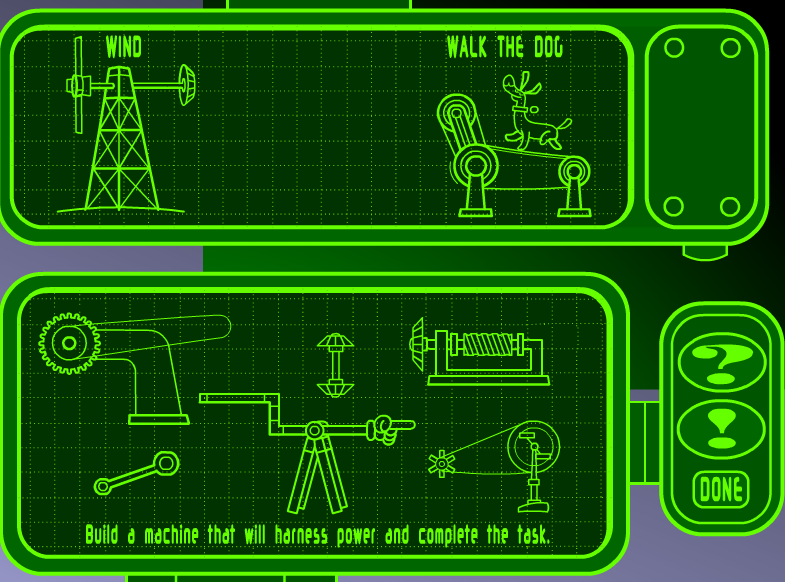 WIND
WALK THE DOG
?
!
DONE
Build a machine that will harness power and complete the task.